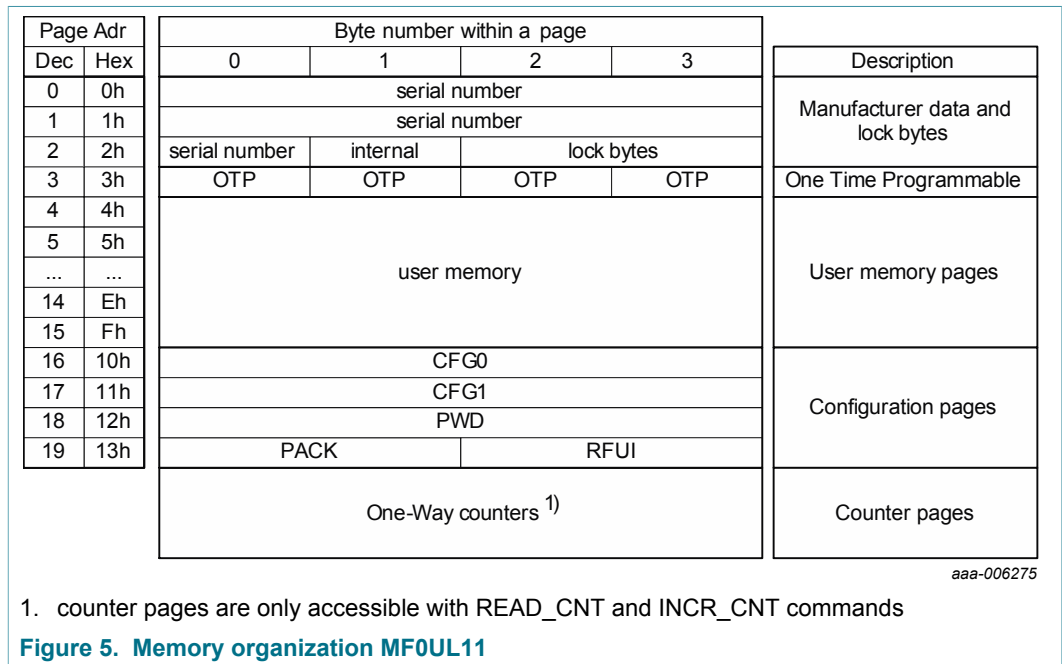 Page Adr Byte number within a page
Dec Hex 0 1 2 3 Description
0 0h serial number
1 1h serial number
Manufacturer data and
lock bytes
2 2h serial number internal lock bytes
3 3h OTP OTP OTP OTP One Time Programmable
4 4h
5 5h
... ... user memory User memory pages
14 Eh
15 Fh
16 10h CFG0
17 11h CFG1
Configuration pages
18 12h PWD
19 13h PACK RFUI
One-Way counters 1) Counter pages
aaa-006275
1. counter pages are only accessible with READ_CNT and INCR_CNT commands
Figure 5. Memory organization MF0UL11